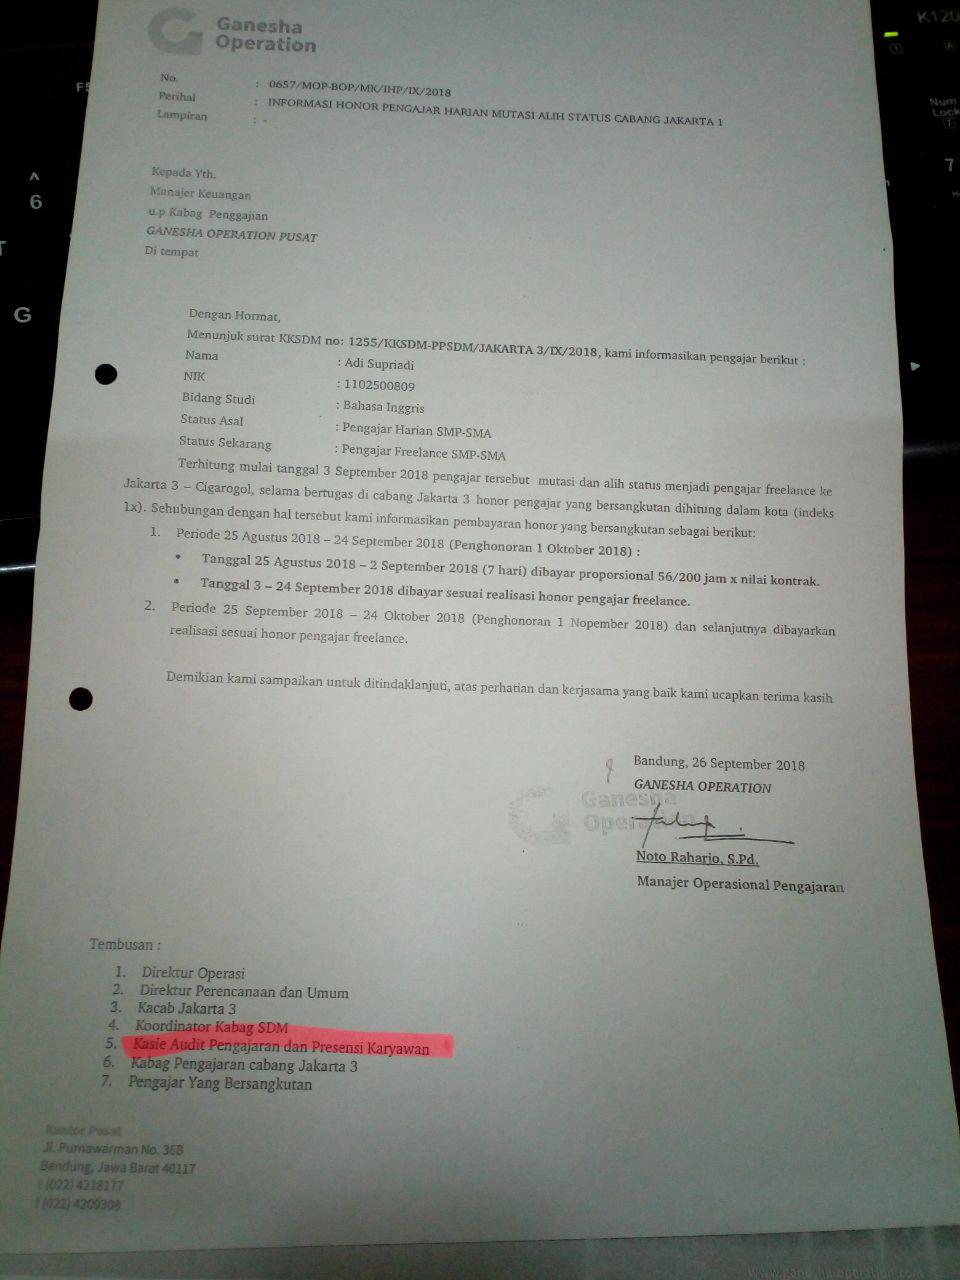 Ganesha
Operation
No. : 0657/MOP-BOP/MK/IHP/IX/2018
Perihal : INFORMASI HONOR PENGAJAR HARIAN MUTASI ALIH STATUS CABANG JAKARTA 1
Lampiran : -
Kepada Yth.
Manajer Keuangan
u.p Kabag Penggajian
GANESHA OPERATION PUSAT
Di tempat
Dengan Hormat,
Menunjuk surat KKSDM no: 1255/KKSDM-PPSDM/JAKARTA 3/IX/2018, kami informasikan pengajar berikut :
Nama : Adi Supriadi
NIK : 1102500809
Bidang Studi : Bahasa Inggris
Status Asal : Pengajar Harian SMP-SMA
Status Sekarang : Pengajar Freelance SMP-SMA
Terhitung mulai tanggal 3 September 2018 pengajar tersebut mutasi dan alih status menjadi pengajar freelance ke
Jakarta 3 – Cigarogol, selama bertugas di cabang Jakarta 3 honor pengajar yang bersangkutan dihitung dalam kota (indeks
1x). Sehubungan dengan hal tersebut kami informasikan pembayaran honor yang bersangkutan sebagai berikut:
1. Periode 25 Agustus 2018 – 24 September 2018 (Penghonoran 1 Oktober 2018) :
• Tanggal 25 Agustus 2018 – 2 September 2018 (7 hari) dibayar proporsional 56/200 jam x nilai kontrak.
• Tanggal 3 – 24 September 2018 dibayar sesuai realisasi honor pengajar freelance.
2. Periode 25 September 2018 – 24 Oktober 2018 (Penghonoran 1 Nopember 2018) dan selanjutnya dibayarkan
realisasi sesuai honor pengajar freelance.
Demikian kami sampaikan untuk ditindaklanjuti, atas perhatian dan kerjasama yang baik kami ucapkan terima kasih
Bandung, 26 September 2018
GANESHA OPERATION
Ganesha
Operation
Noto Raharjo, S.Pd.
Manajer Operasional Pengajaran
Tembusan :
1. Direktur Operasi
2. Direktur Perencanaan dan Umum
3. Kacab Jakarta 3
4. Koordinator Kabag SDM
5. Kasie Audit Pengajaran dan Presensi Karyawan
6. Kabag Pengajaran cabang Jakarta 3
7. Pengajar Yang Bersangkutan
Kantor Pusat
Jl. Purnawarman No. 36B
Bandung, Jawa Barat 40117
t (022) 4218177
f (022) 4209308
www.ganesha-operation.com
K120
Num
Lock
7
6
G